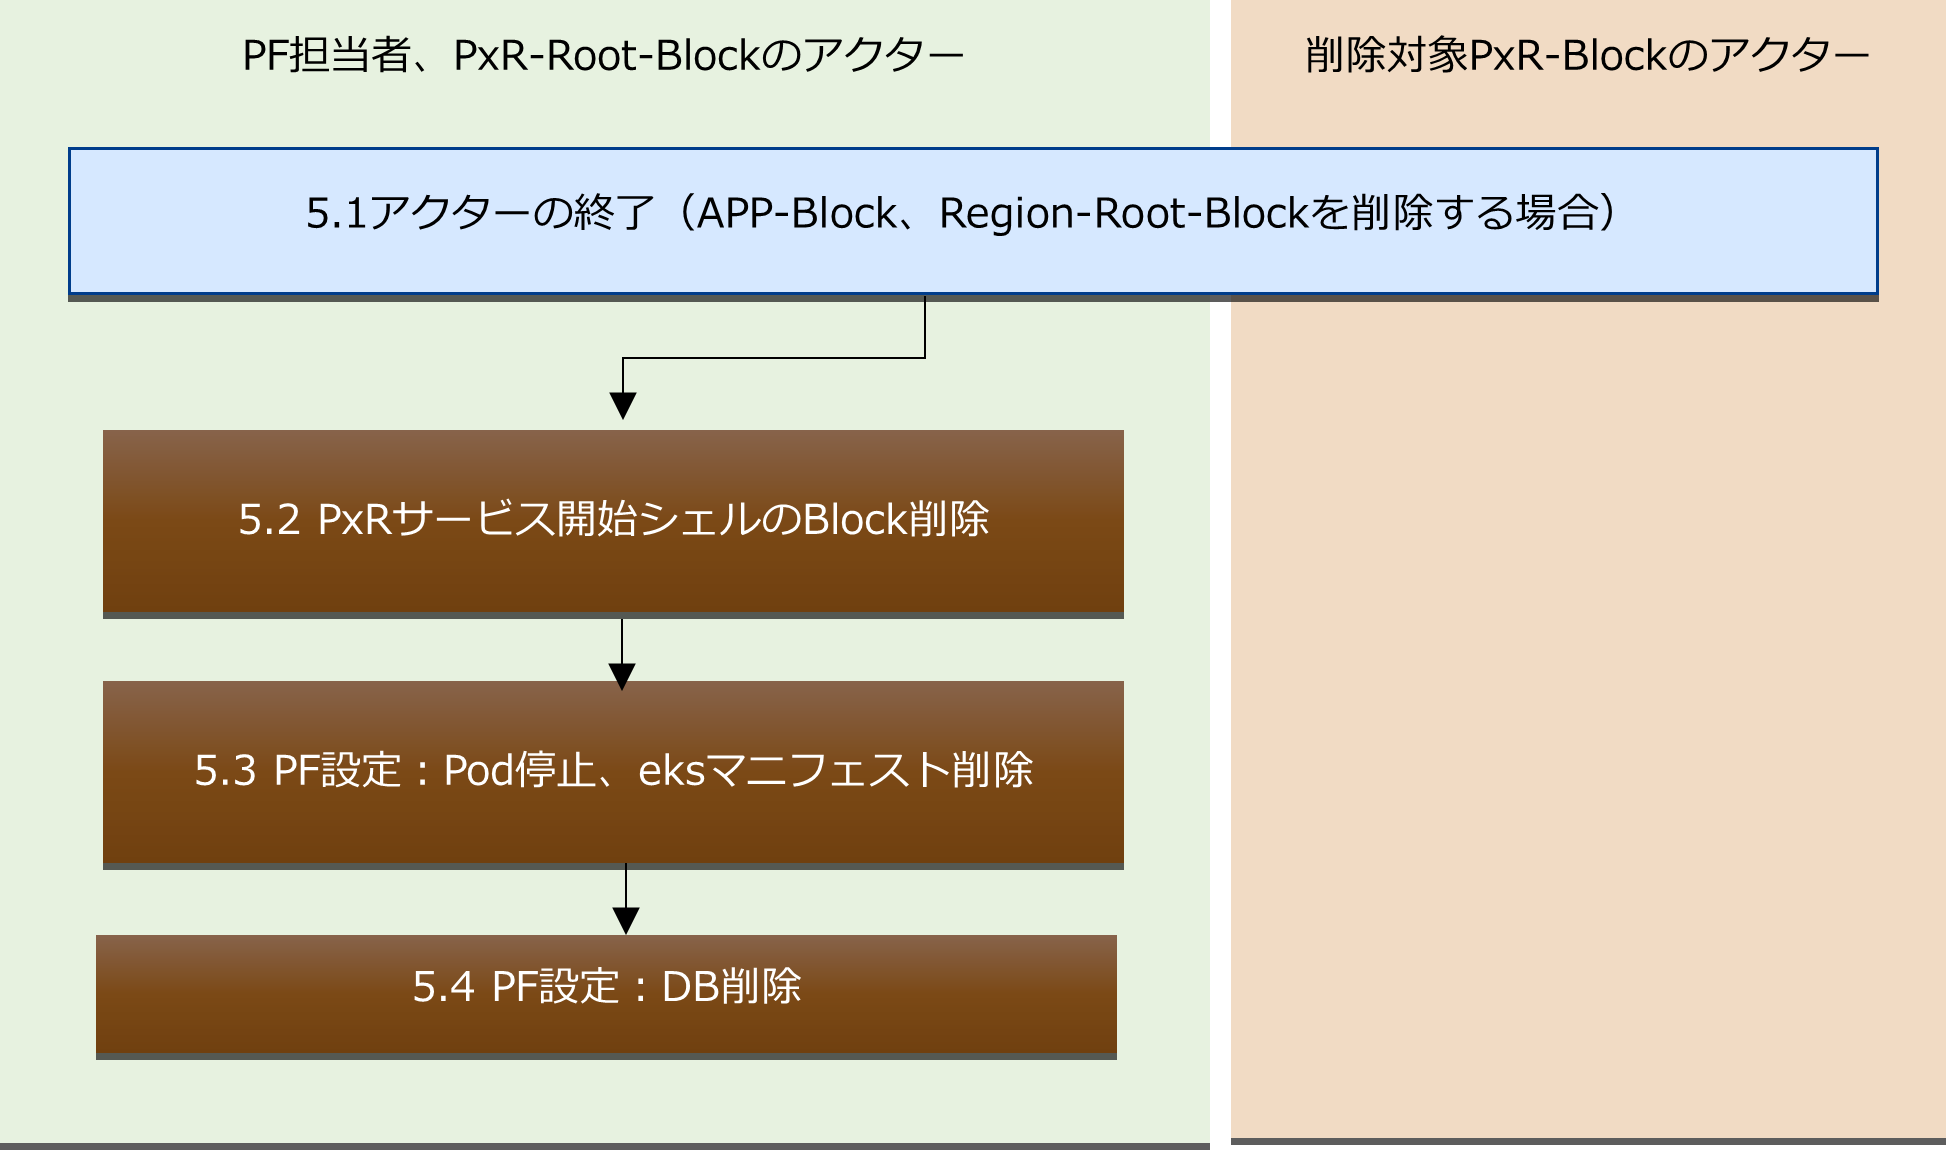 PF担当者、PxR-Root-Blockのアクター
削除対象PxR-Blockのアクター
5.1アクターの終了（APP-Block、Region-Root-Blockを削除する場合）
5.2 PxRサービス開始シェルのBlock削除
5.3 PF設定：Pod停止、eksマニフェスト削除
5.4 PF設定：DB削除